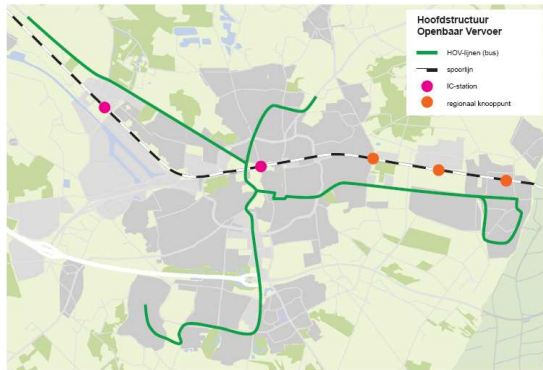 Hoofdstructuur
Openbaar Vervoer
HOV-lijnen (bus)
spoorlijn
IC-station
regionaal knooppunt